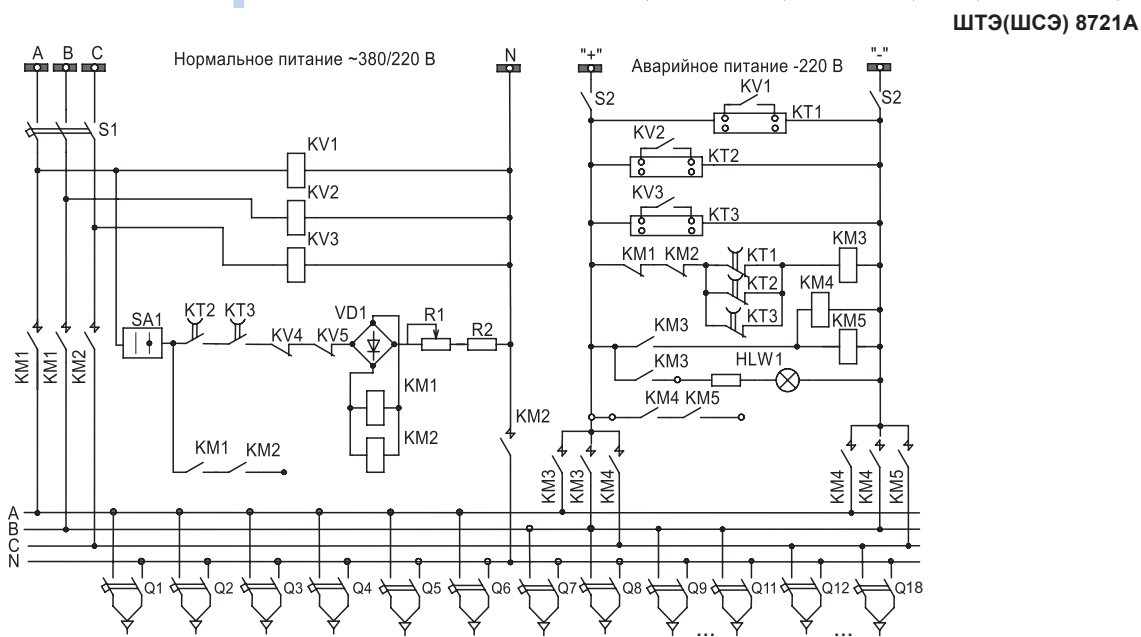 ШТЭ(ШСЭ) 8721А
A B C Нормальное питание ~380/220 В N "+" Аварийное питание -220 В "-"
S1 S2 S2
KV1 KT1
KV1 KV2 KT2
KV2 KV3 KT3
KV3 KM1 KM2 KT1 KM3
KT2 KM4
SA1 KT2 KT3 VD1 R1 KT3 KM5
KV4 KV5 R2 KM3
KM1 KM1 KM2 KM3 HLW1
KM1 KM4 KM5
KM2 KM2
KM1 KM2
KM3 KM3 KM4 KM4 KM4 KM5
A
B
C
N
Q1 Q2 Q3 Q4 Q5 Q6 Q7 Q8 Q9 Q11 Q12 Q18
... ...